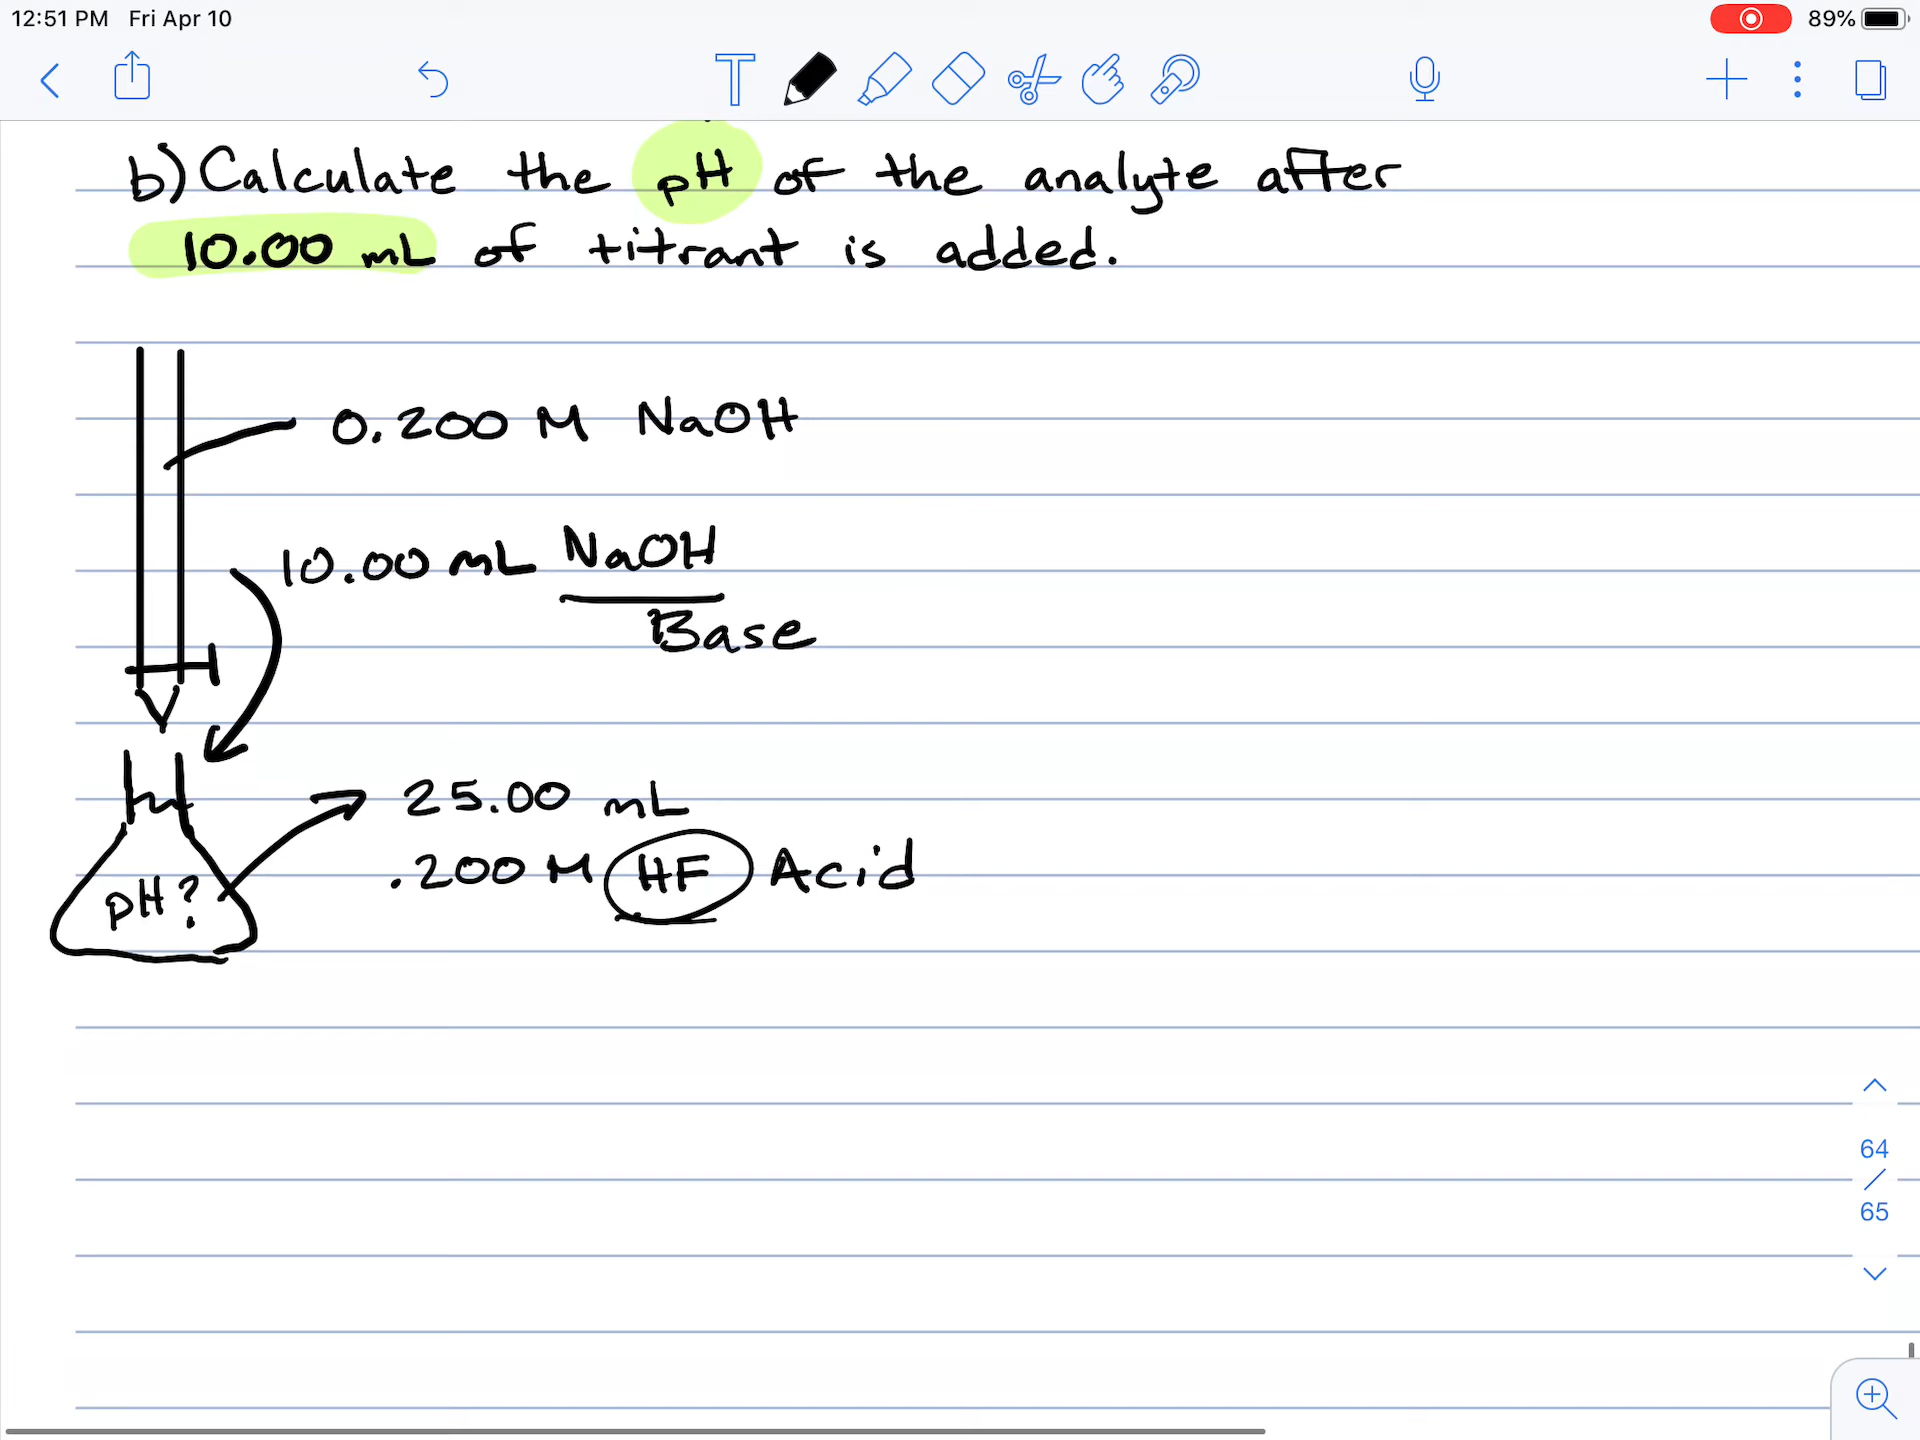 12:51 PM Fri Apr 10 89%
b) Calculate the pH of the analyte after
10.00 mL of titrant is added.
0.200 M NaOH
10.00 mL NaOH
Base
25.00 mL
.200 M HF Acid
pH?
64
/
65